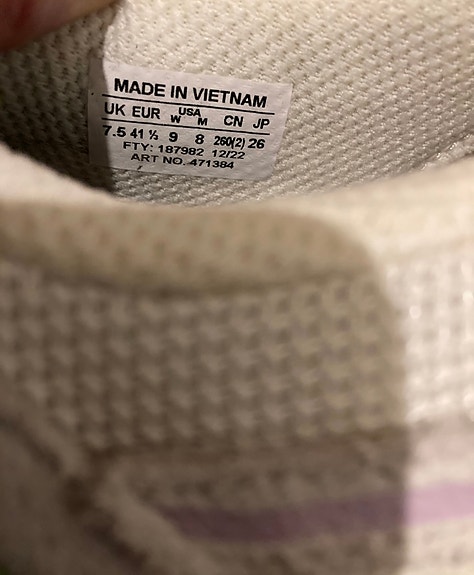 MADE IN VIETNAM
UK EUR USA W M CN JP
7.5 41 ⅓ 9 8 260(2) 26
FTY: 187982 12/22
ART NO. 471384